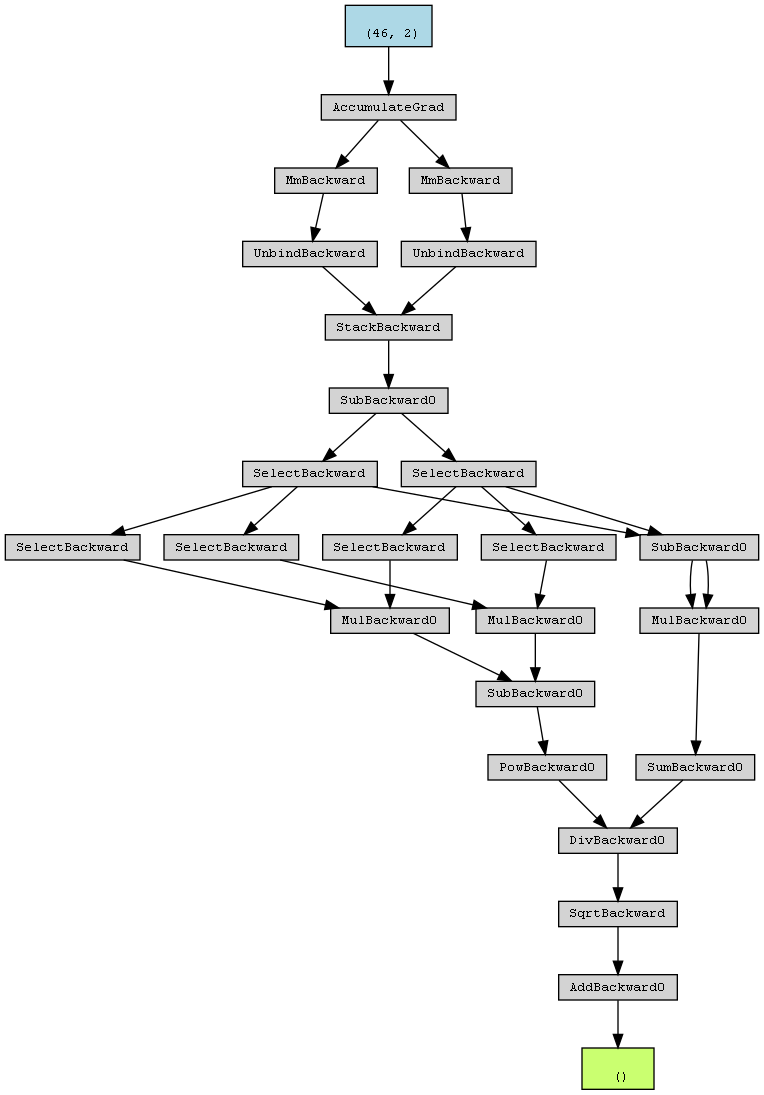 (46, 2)
AccumulateGrad
MmBackward
MmBackward
UnbindBackward
UnbindBackward
StackBackward
SubBackward0
SelectBackward
SelectBackward
SelectBackward
SelectBackward
SelectBackward
SelectBackward
SubBackward0
MulBackward0
MulBackward0
MulBackward0
SubBackward0
PowBackward0
SumBackward0
DivBackward0
SqrtBackward
AddBackward0
()